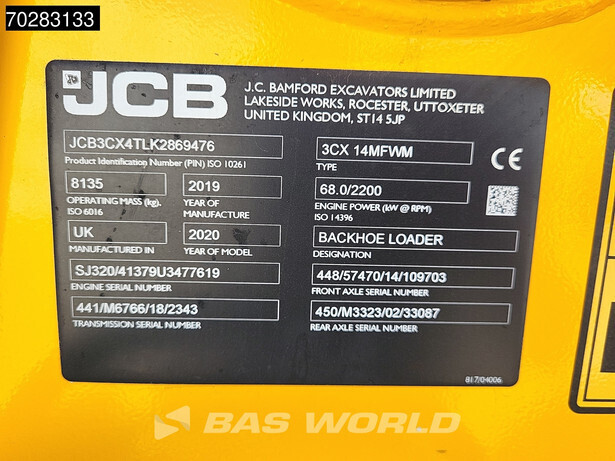 70283133
JCB
J.C. BAMFORD EXCAVATORS LIMITED
LAKESIDE WORKS, ROCESTER, UTTOXETER
UNITED KINGDOM, ST14 5JP
JCB3CX4TLK2869476
Product Identification Number (PIN) ISO 10261
3CX 14MFWM
TYPE
CE
8135
OPERATING MASS (kg).
ISO 6016
2019
YEAR OF
MANUFACTURE
68.0/2200
ENGINE POWER (kW @ RPM)
ISO 14396
UK
MANUFACTURED IN
2020
YEAR OF MODEL
BACKHOE LOADER
DESIGNATION
SJ320/41379U3477619
ENGINE SERIAL NUMBER
448/57470/14/109703
FRONT AXLE SERIAL NUMBER
441/M6766/18/2343
TRANSMISSION SERIAL NUMBER
450/M3323/02/33087
REAR AXLE SERIAL NUMBER
817/04006
BAS WORLD